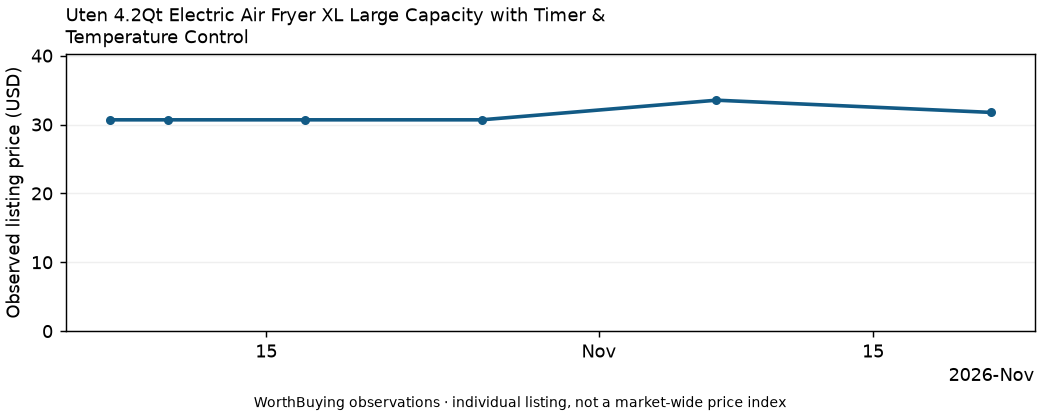 Uten 4.2Qt Electric Air Fryer XL Large Capacity with Timer &
Temperature Control
Observed listing price (USD)
40
30
20
10
0
15
Nov
15
2026-Nov
WorthBuying observations · individual listing, not a market-wide price index